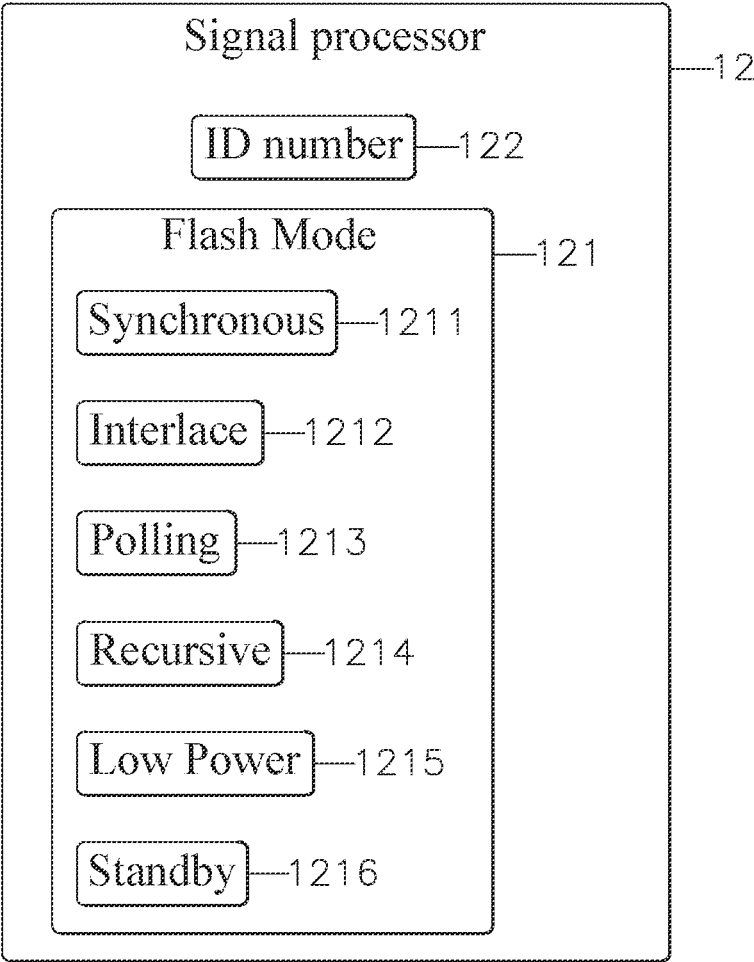 Signal processor
12
ID number 122
Flash Mode
121
Synchronous 1211
Interlace 1212
Polling 1213
Recursive 1214
Low Power 1215
Standby 1216